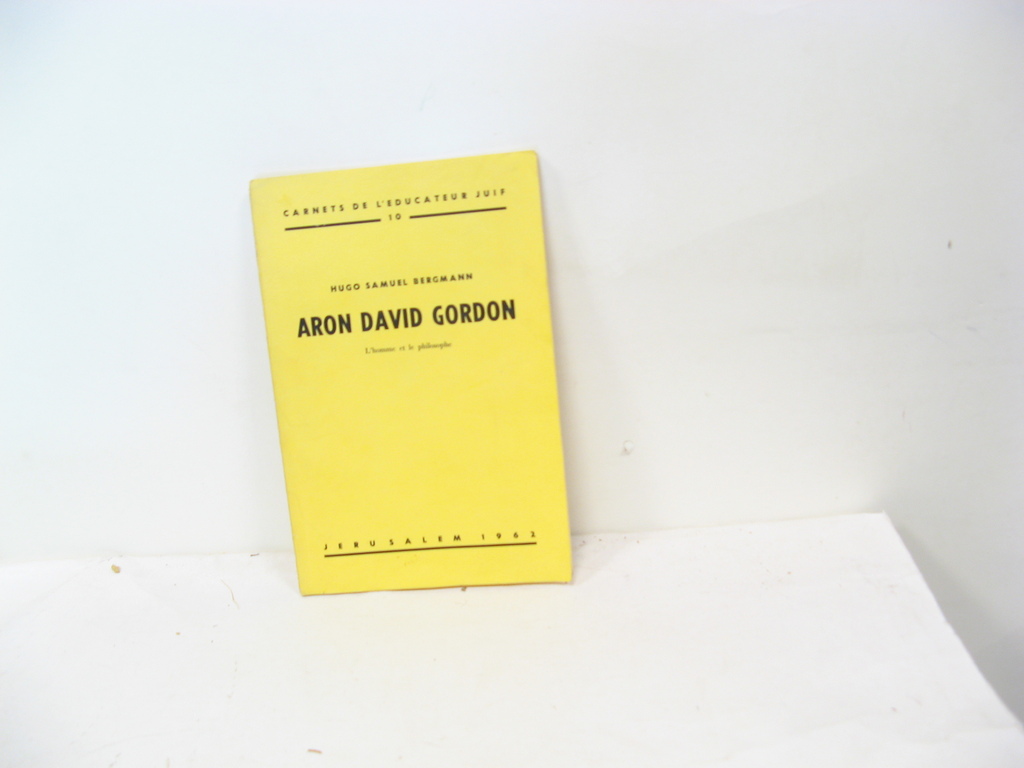 CARNETS DE L'EDUCATEUR JUIF
10
HUGO SAMUEL BERGMANN
ARON DAVID GORDON
L'homme et le philosophe
JERUSALEM 1962